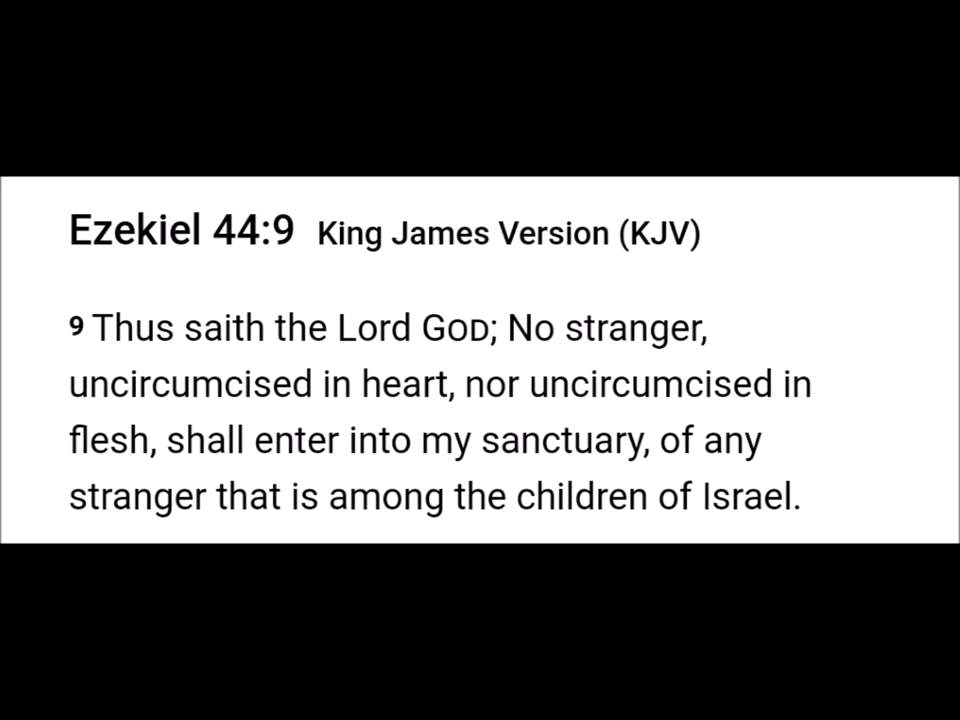 Ezekiel 44:9 King James Version (KJV)
9 Thus saith the Lord GOD; No stranger,
uncircumcised in heart, nor uncircumcised in
flesh, shall enter into my sanctuary, of any
stranger that is among the children of Israel.